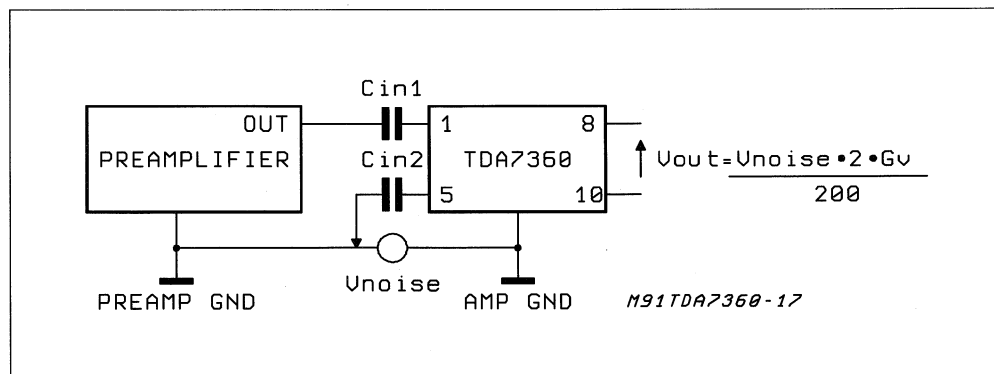 Cin1
OUT
1
8
PREAMPLIFIER
Cin2
TDA7360
Vout=Vnoise•2•Gv
5
10
200
Vnoise
PREAMP GND
AMP GND
M91TDA7360-17